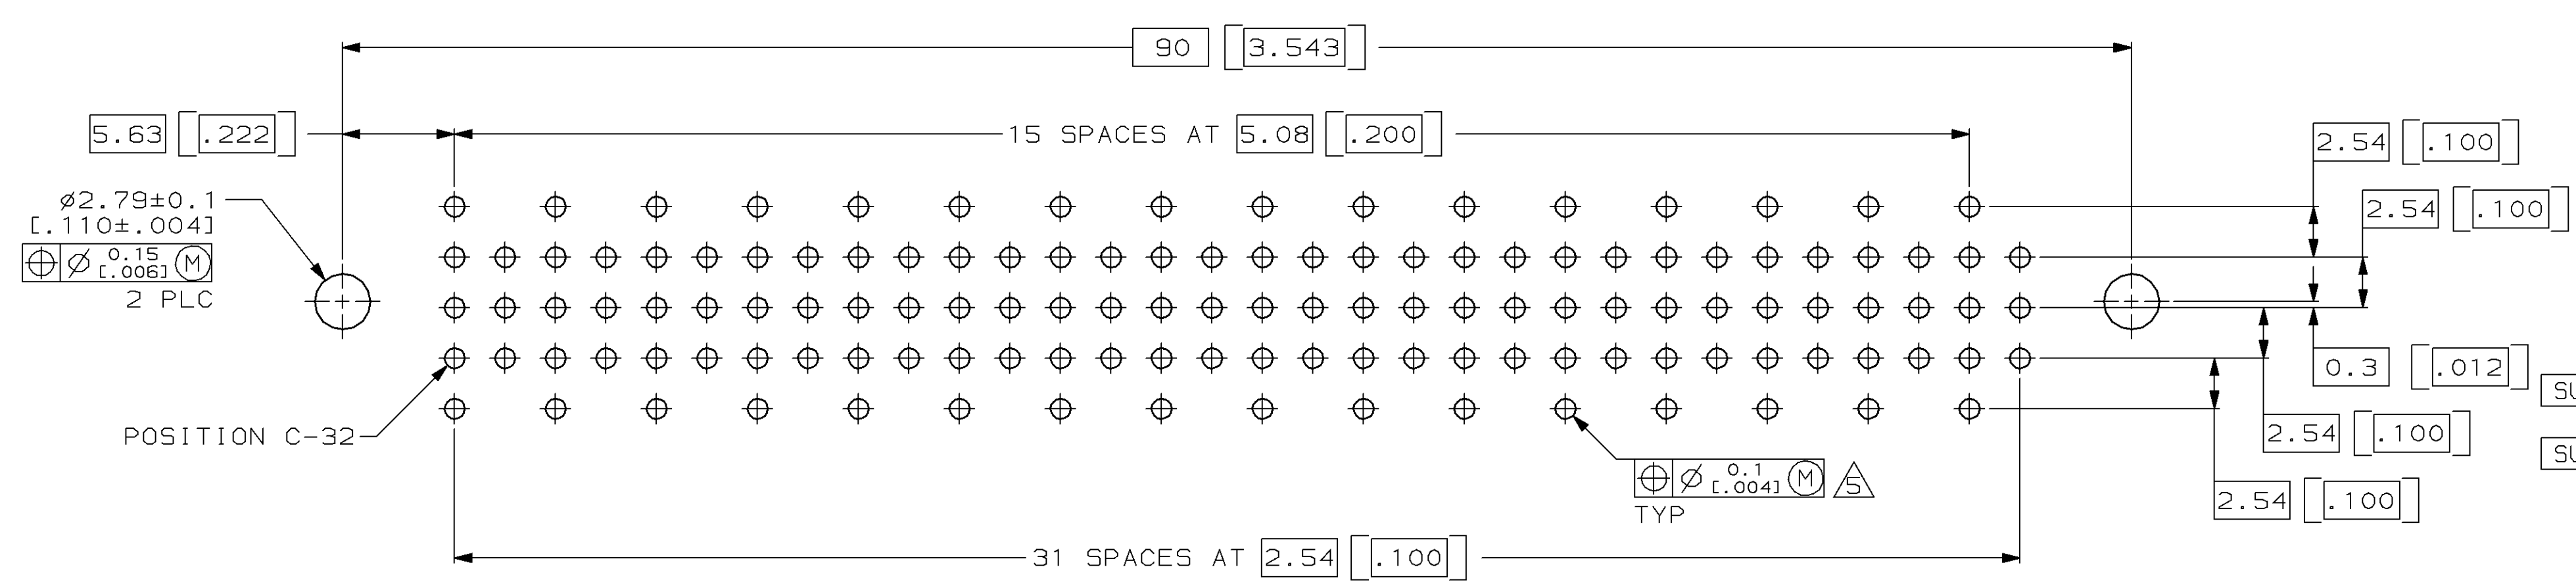 90 [3.543]
5.63 [.222]
15 SPACES AT 5.08 [.200]
2.54 [.100]
2.54 [.100]
Ø2.79±0.1
[.110±.004]
⌖ Ø 0.15 [.006] Ⓜ
2 PLC
0.3 [.012]
SU
POSITION C-32
2.54 [.100]
SU
⌖ Ø 0.1 [.004] Ⓜ 5
TYP
2.54 [.100]
31 SPACES AT 2.54 [.100]